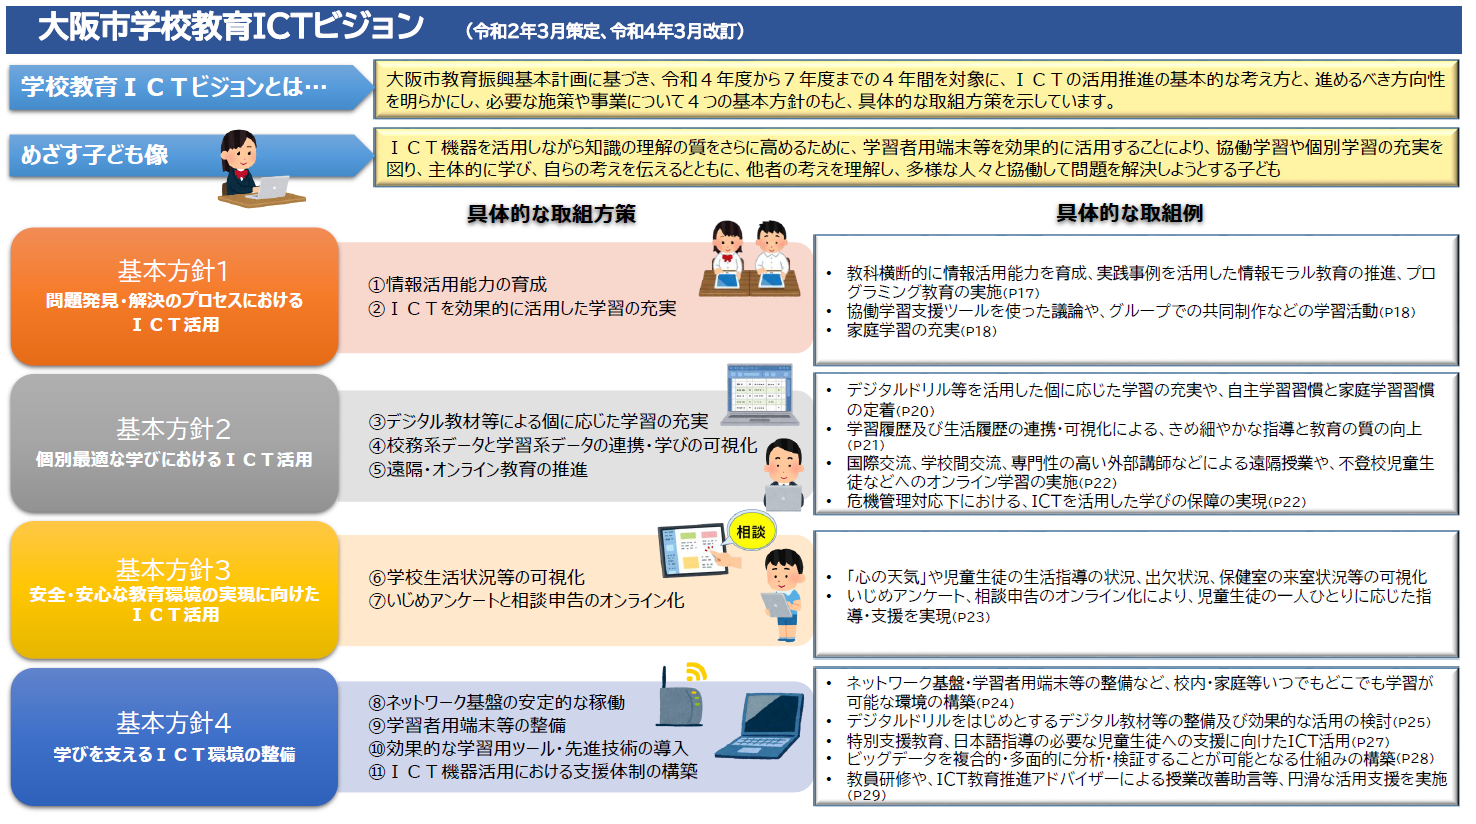 大阪市学校教育ICTビジョン （令和2年3月策定、令和4年3月改訂）
学校教育ＩＣＴビジョンとは…
大阪市教育振興基本計画に基づき、令和４年度から７年度までの４年間を対象に、ＩＣＴの活用推進の基本的な考え方と、進めるべき方向性
を明らかにし、必要な施策や事業について４つの基本方針のもと、具体的な取組方策を示しています。
めざす子ども像
ＩＣＴ機器を活用しながら知識の理解の質をさらに高めるために、学習者用端末等を効果的に活用することにより、協働学習や個別学習の充実を
図り、主体的に学び、自らの考えを伝えるとともに、他者の考えを理解し、多様な人々と協働して問題を解決しようとする子ども
具体的な取組方策
具体的な取組例
基本方針1
問題発見・解決のプロセスにおける
ＩＣＴ活用
①情報活用能力の育成
②ＩＣＴを効果的に活用した学習の充実
• 教科横断的に情報活用能力を育成、実践事例を活用した情報モラル教育の推進、プロ
グラミング教育の実施(P17)
• 協働学習支援ツールを使った議論や、グループでの共同制作などの学習活動(P18)
• 家庭学習の充実(P18)
基本方針2
個別最適な学びにおけるＩＣＴ活用
③デジタル教材等による個に応じた学習の充実
④校務系データと学習系データの連携・学びの可視化
⑤遠隔・オンライン教育の推進
• デジタルドリル等を活用した個に応じた学習の充実や、自主学習習慣と家庭学習習慣
の定着(P20)
• 学習履歴及び生活履歴の連携・可視化による、きめ細やかな指導と教育の質の向上
(P21)
• 国際交流、学校間交流、専門性の高い外部講師などによる遠隔授業や、不登校児童生
徒などへのオンライン学習の実施(P22)
• 危機管理対応下における、ICTを活用した学びの保障の実現(P22)
基本方針3
安全・安心な教育環境の実現に向けた
ＩＣＴ活用
相談
⑥学校生活状況等の可視化
⑦いじめアンケートと相談申告のオンライン化
• 「心の天気」や児童生徒の生活指導の状況、出欠状況、保健室の来室状況等の可視化
• いじめアンケート、相談申告のオンライン化により、児童生徒の一人ひとりに応じた指
導・支援を実現(P23)
基本方針4
学びを支えるＩＣＴ環境の整備
⑧ネットワーク基盤の安定的な稼働
⑨学習者用端末等の整備
⑩効果的な学習用ツール・先進技術の導入
⑪ＩＣＴ機器活用における支援体制の構築
• ネットワーク基盤・学習者用端末等の整備など、校内・家庭等いつでもどこでも学習が
可能な環境の構築(P24)
• デジタルドリルをはじめとするデジタル教材等の整備及び効果的な活用の検討(P25)
• 特別支援教育、日本語指導の必要な児童生徒への支援に向けたICT活用(P27)
• ビッグデータを複合的・多面的に分析・検証することが可能となる仕組みの構築(P28)
• 教員研修や、ICT教育推進アドバイザーによる授業改善助言等、円滑な活用支援を実施
(P29)